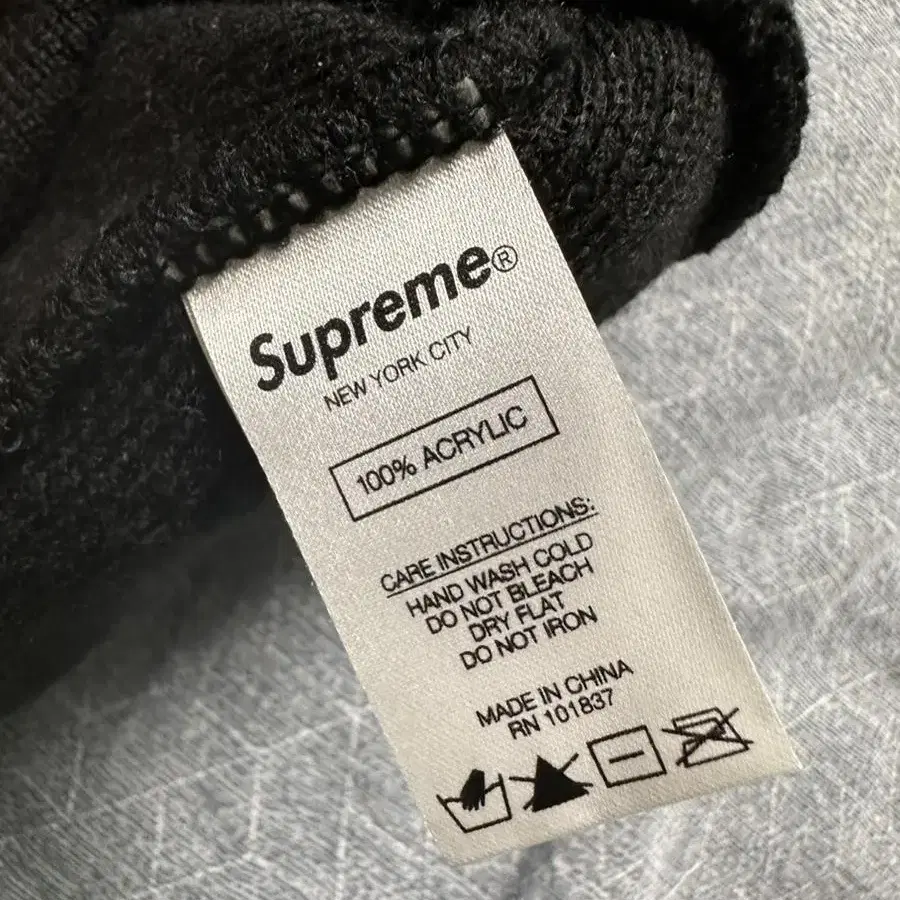 Supreme®
NEW YORK CITY
100% ACRYLIC
CARE INSTRUCTIONS:
HAND WASH COLD
DO NOT BLEACH
DRY FLAT
DO NOT IRON
MADE IN CHINA
RN 101837